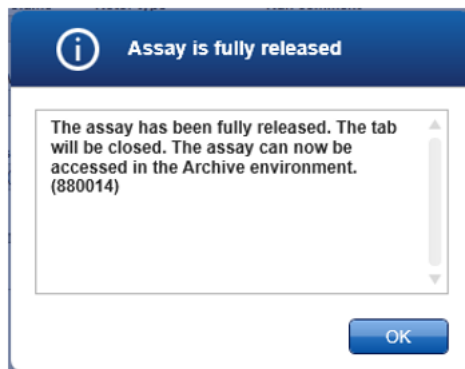 Assay is fully released
The assay has been fully released. The tab
will be closed. The assay can now be
accessed in the Archive environment.
(880014)
OK